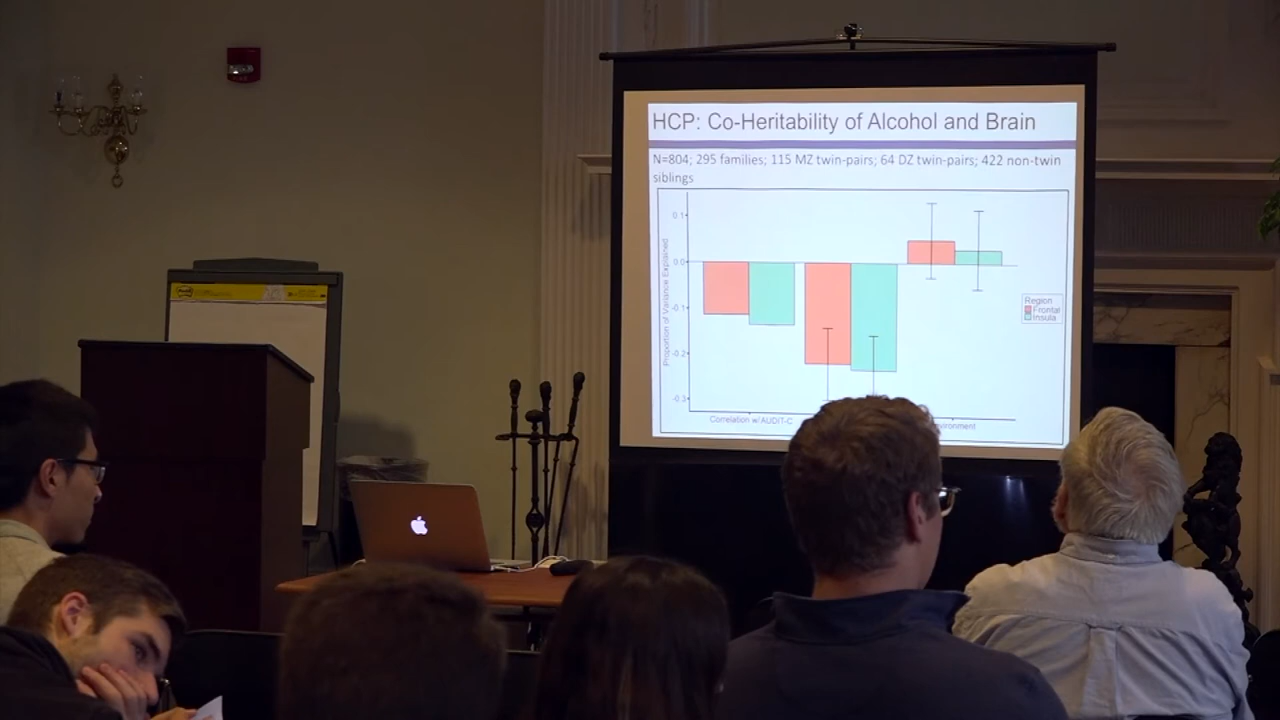 HCP: Co-Heritability of Alcohol and Brain
N=804; 295 families; 115 MZ twin-pairs; 64 DZ twin-pairs; 422 non-twin
siblings
Proportion of Variance Explained
0.1
0.0
-0.1
-0.2
-0.3
Region
Frontal
Insula
Correlation w/AUDIT-C
vironment